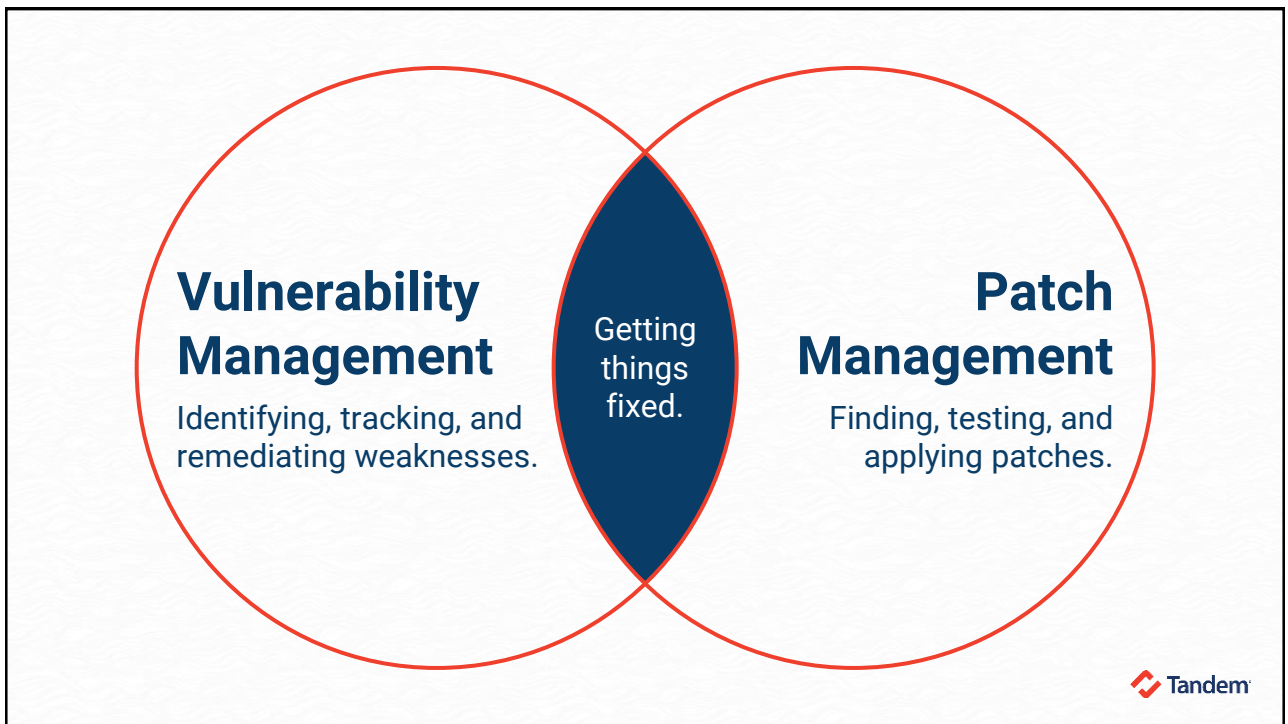 Vulnerability
Management
Identifying, tracking, and
remediating weaknesses.
Getting
things
fixed.
Patch
Management
Finding, testing, and
applying patches.
Tandem